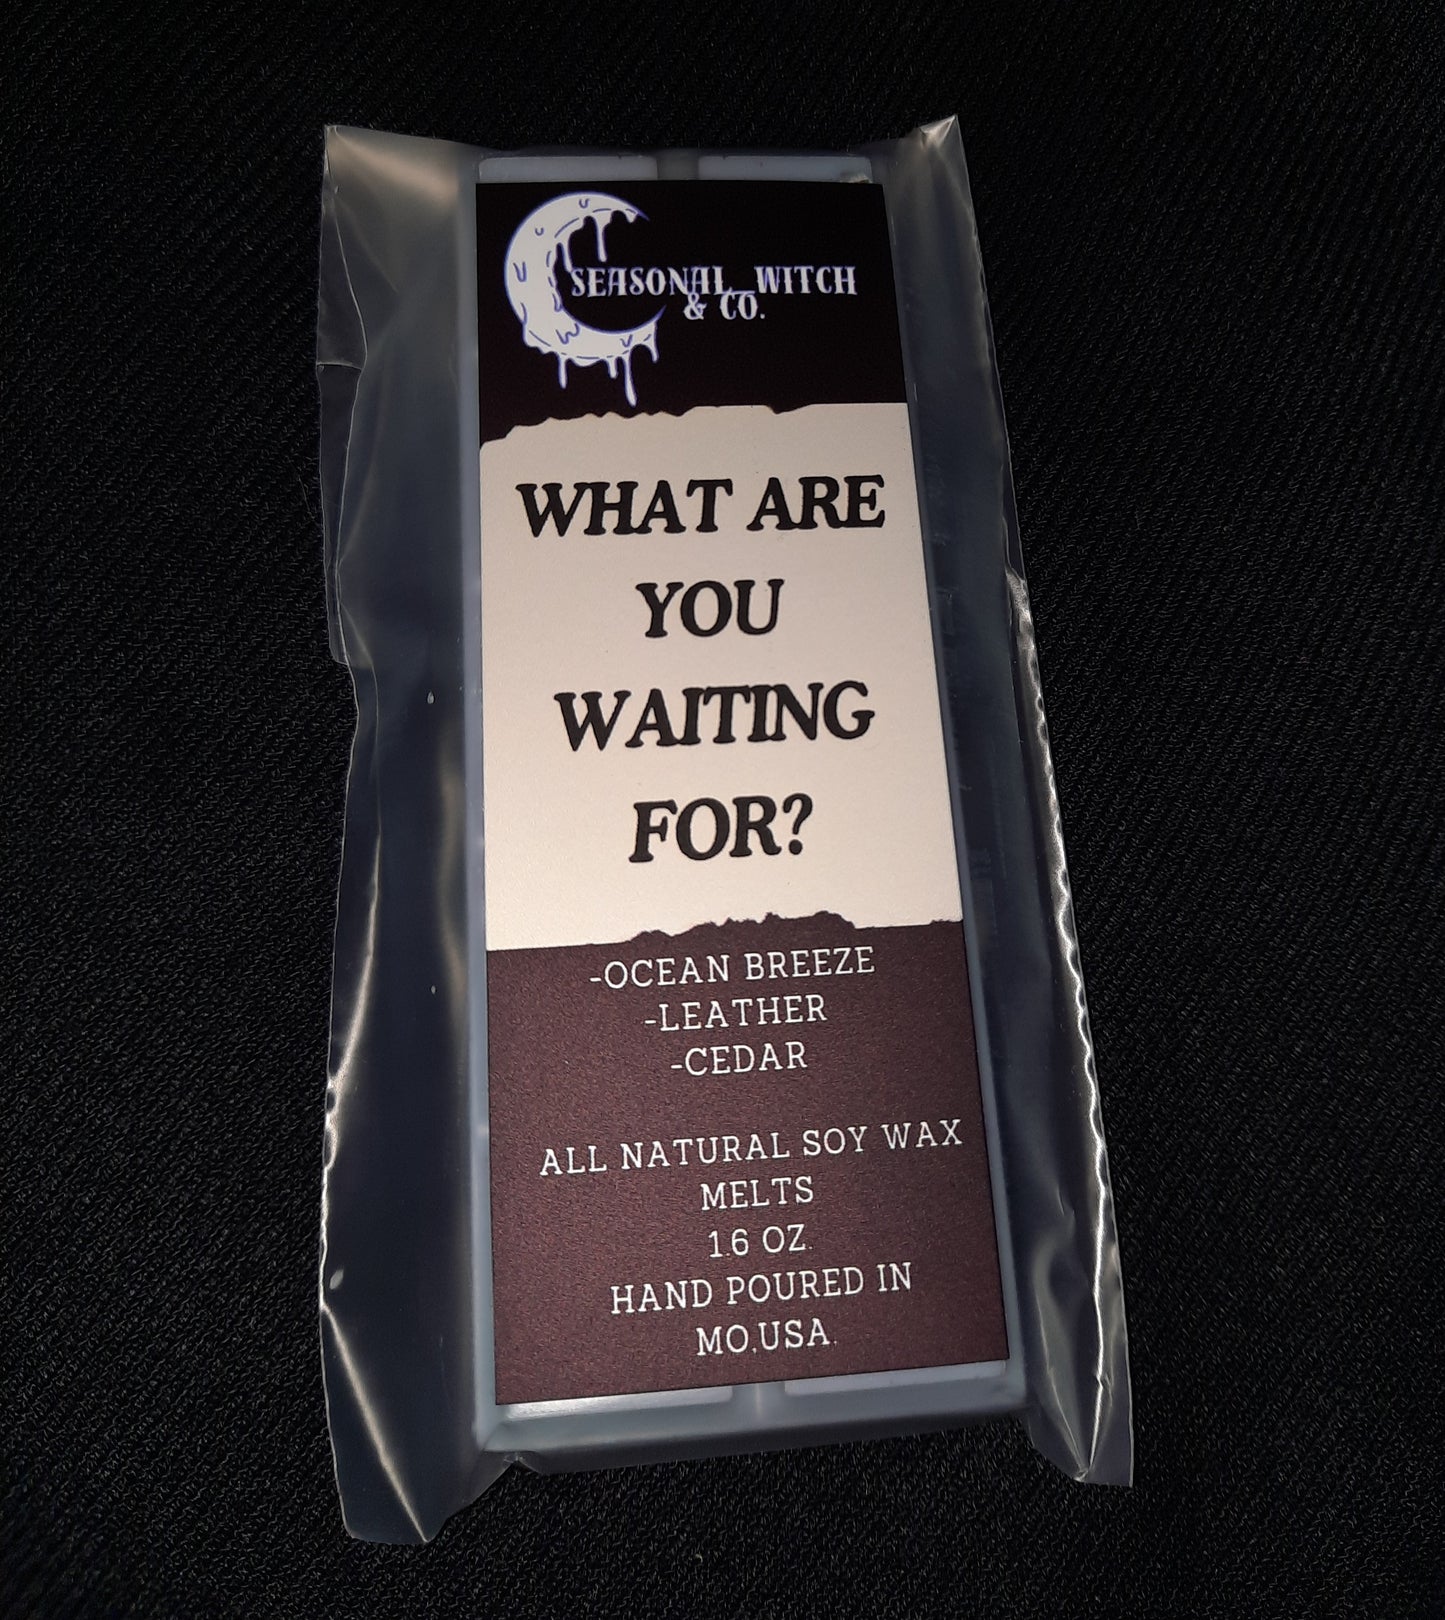 SEASONAL WITCH
& CO.
WHAT ARE
YOU
WAITING
FOR?
-OCEAN BREEZE
-LEATHER
-CEDAR
ALL NATURAL SOY WAX
MELTS
1.6 OZ.
HAND POURED IN
MO,USA.